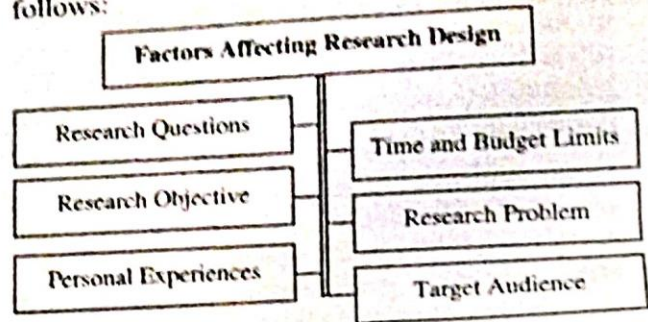 follows:
Factors Affecting Research Design
Research Questions
Time and Budget Limits
Research Objective
Research Problem
Personal Experiences
Target Audience